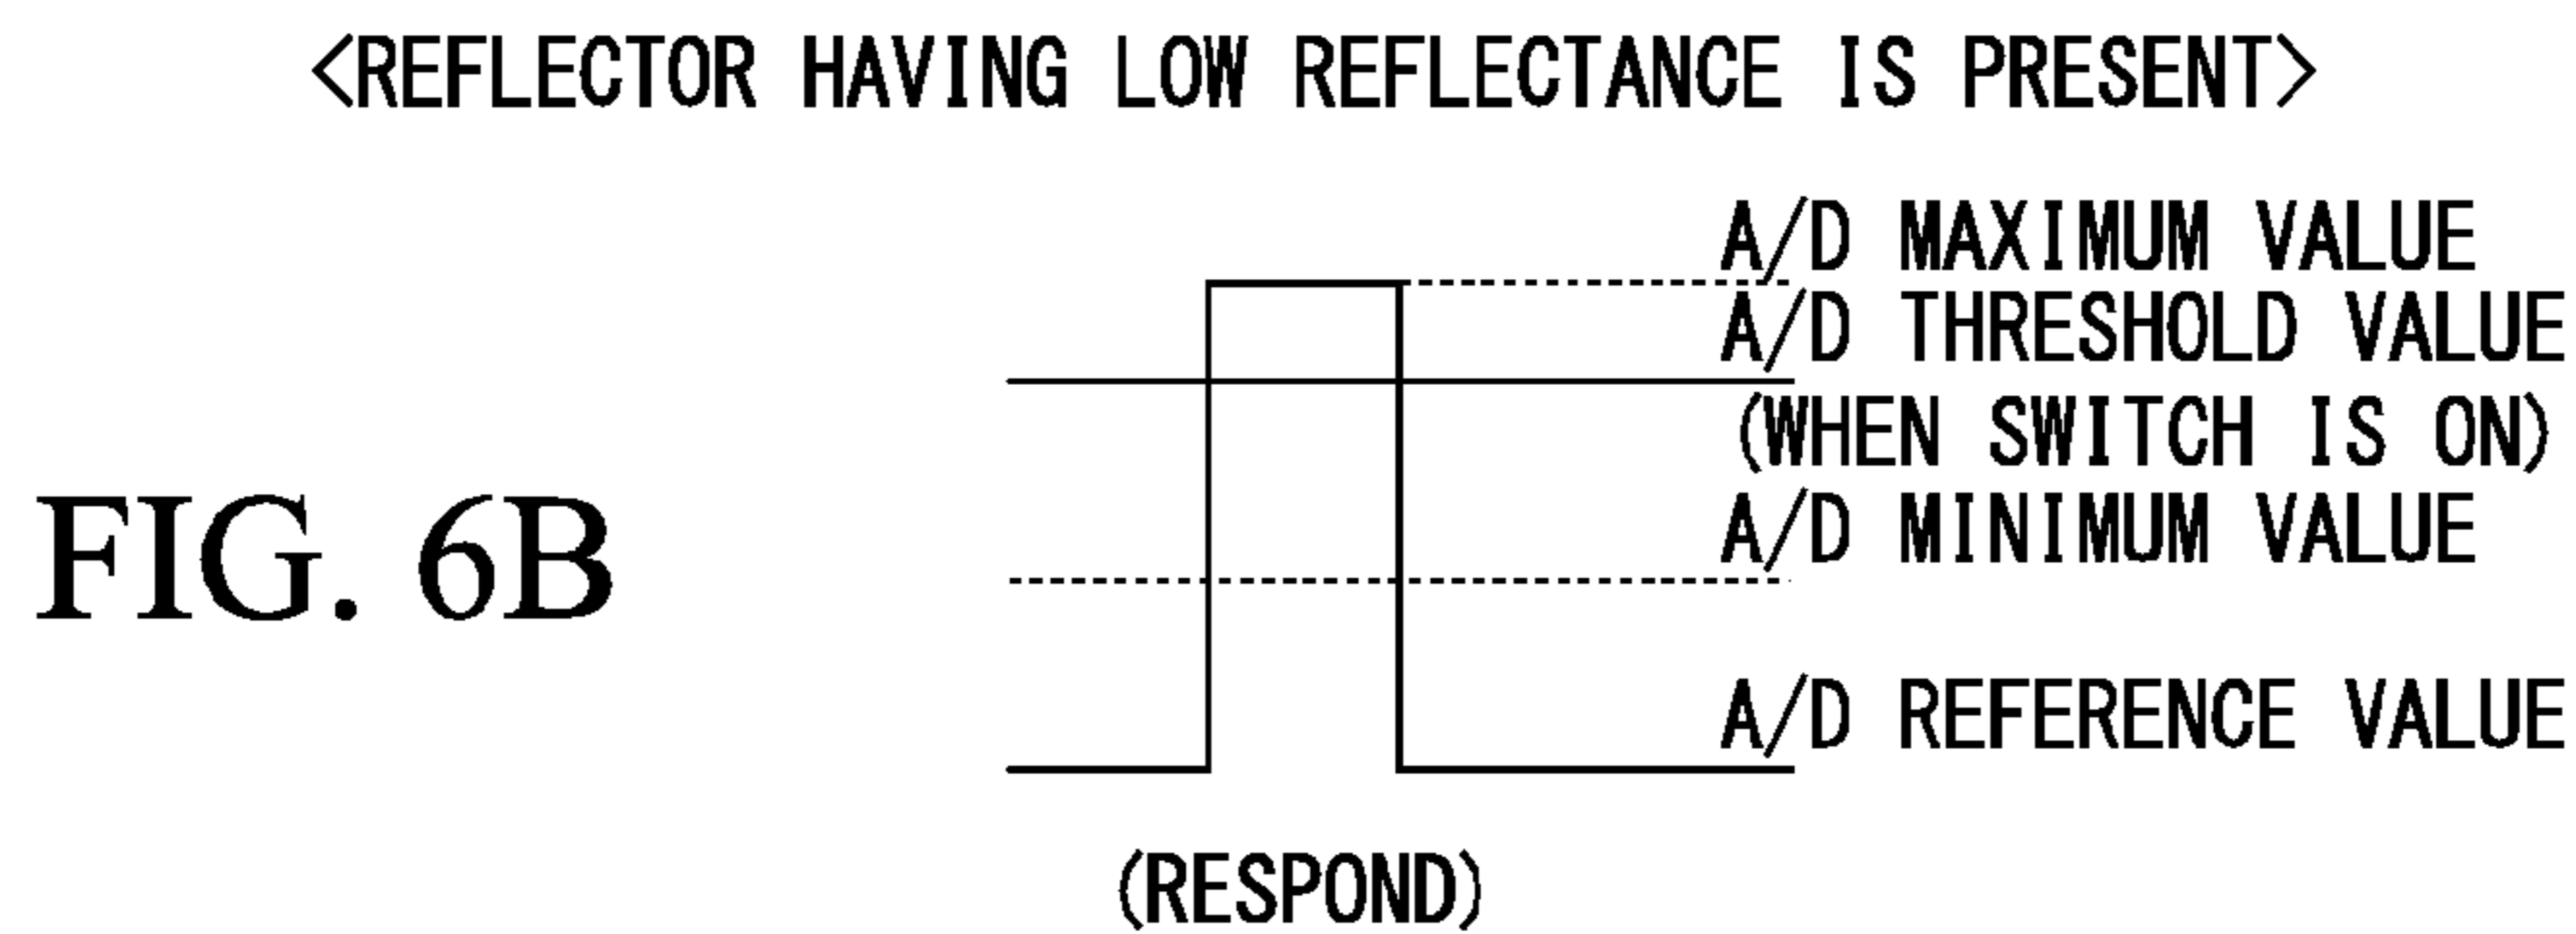 <REFLECTOR HAVING LOW REFLECTANCE IS PRESENT>
A/D MAXIMUM VALUE
A/D THRESHOLD VALUE
(WHEN SWITCH IS ON)
A/D MINIMUM VALUE
FIG. 6B
A/D REFERENCE VALUE
(RESPOND)